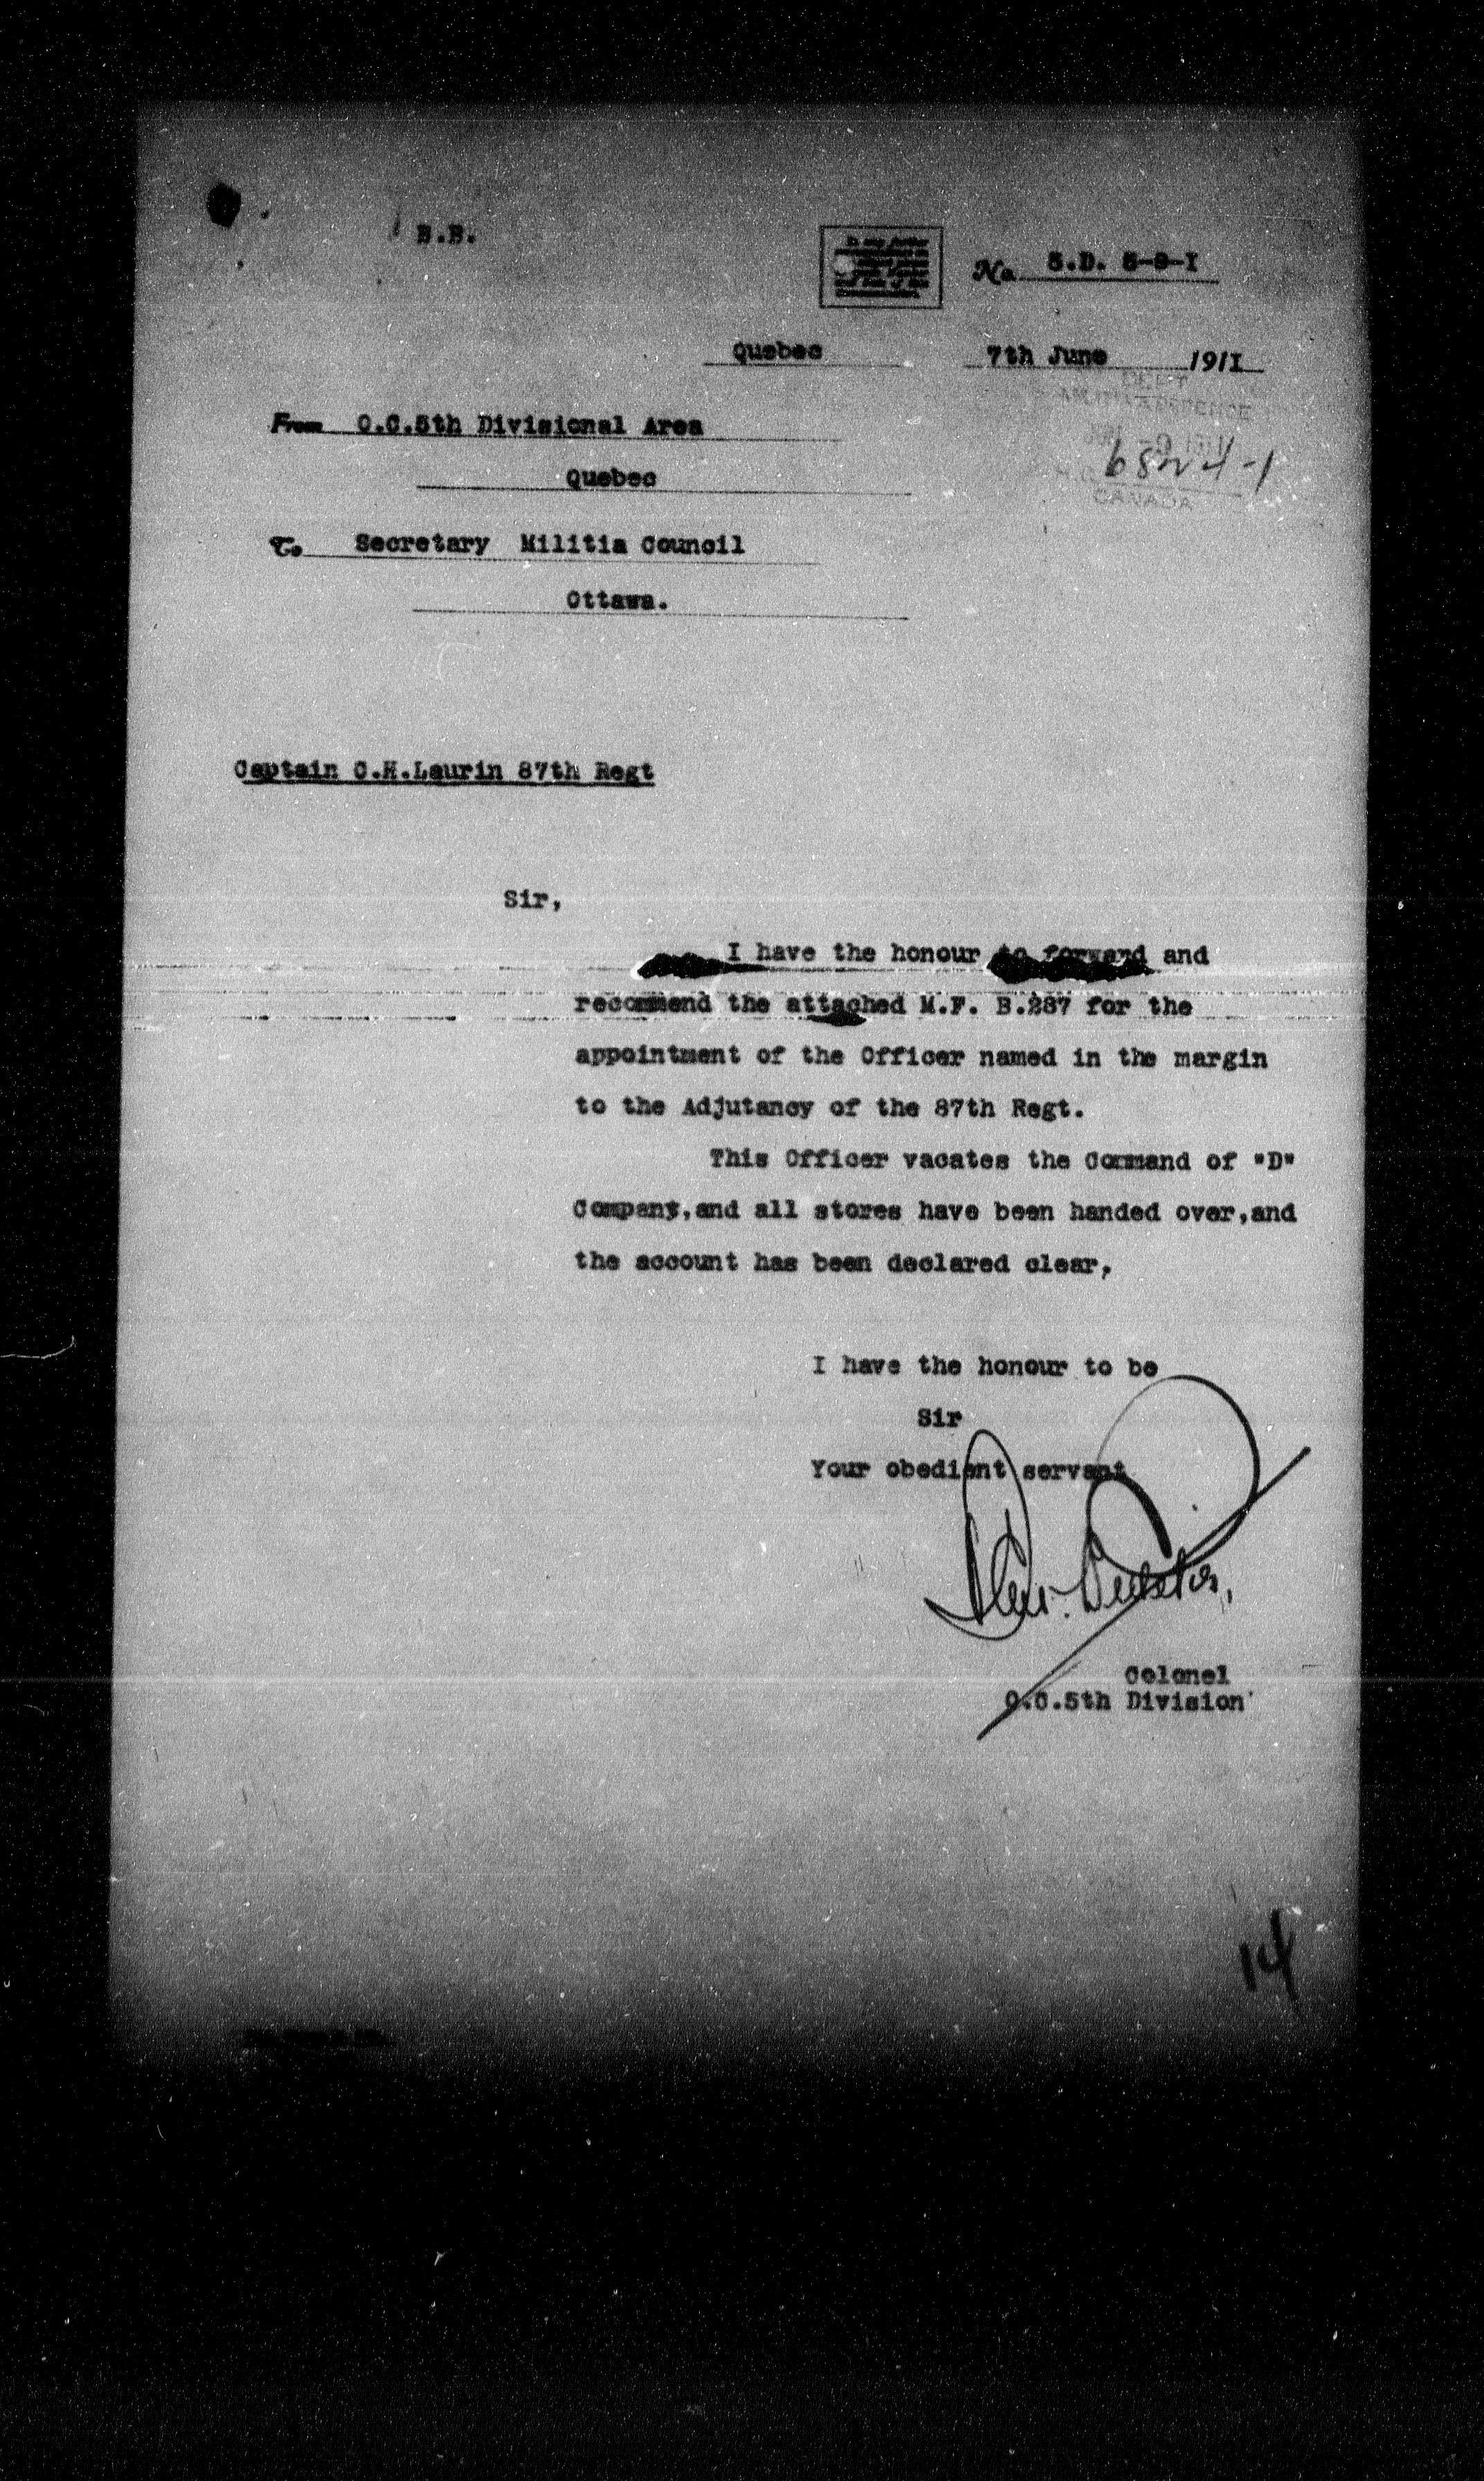 B.B.
No 5.D. 5-9-I
Quebec 7th June 1911
DEPT
6824-1
CANADA
From O.C.5th Divisional Area
Quebec
To Secretary Militia Council
Ottawa.
Captain C.H.Laurin 87th Regt
Sir,
I have the honour to forward and
recommend the attached M.F. B.287 for the
appointment of the Officer named in the margin
to the Adjutancy of the 87th Regt.
This Officer vacates the Command of "D"
Company,and all stores have been handed over,and
the account has been declared clear,
I have the honour to be
Sir
Your obedient servant
Colonel
O.C.5th Division
14